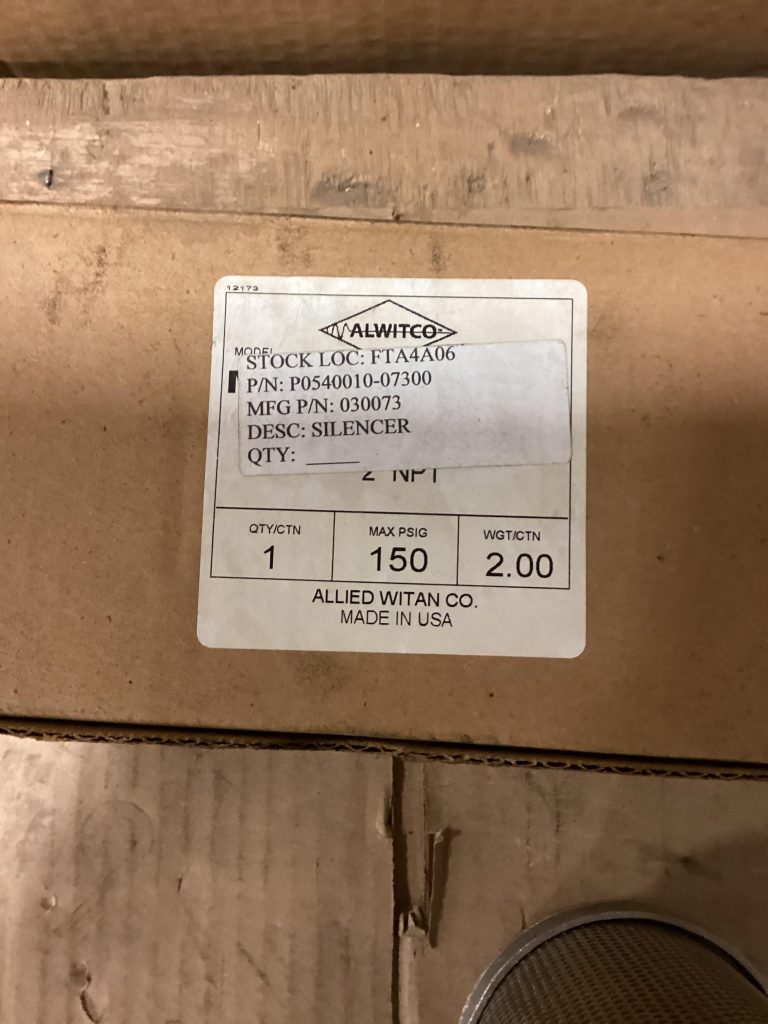 12173
ALWITCO
MODEL
STOCK LOC: FTA4A06
P/N: P0540010-07300
MFG P/N: 030073
DESC: SILENCER
QTY: _____
2" NPT
QTY/CTN
1
MAX PSIG
150
WGT/CTN
2.00
ALLIED WITAN CO.
MADE IN USA